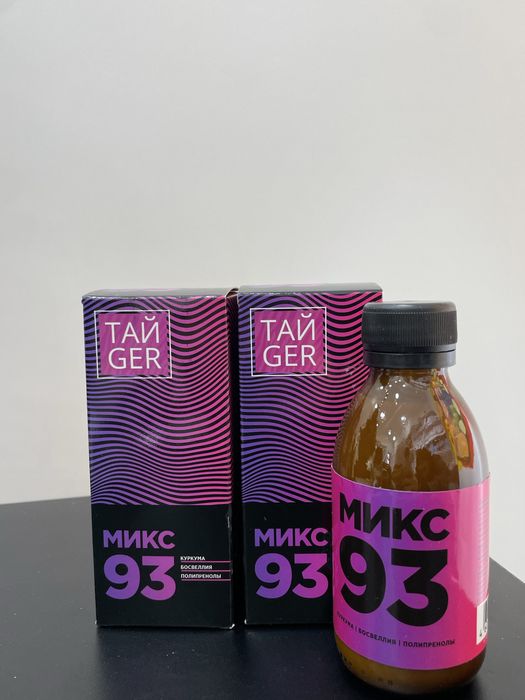 ТАЙ
GER
МИКС
93
КУРКУМА
БОСВЕЛЛИЯ
ПОЛИПРЕНОЛЫ
ТАЙ
GER
МИКС
93
МИКС
93
КУРКУМА | БОСВЕЛЛИЯ | ПОЛИПРЕНОЛЫ